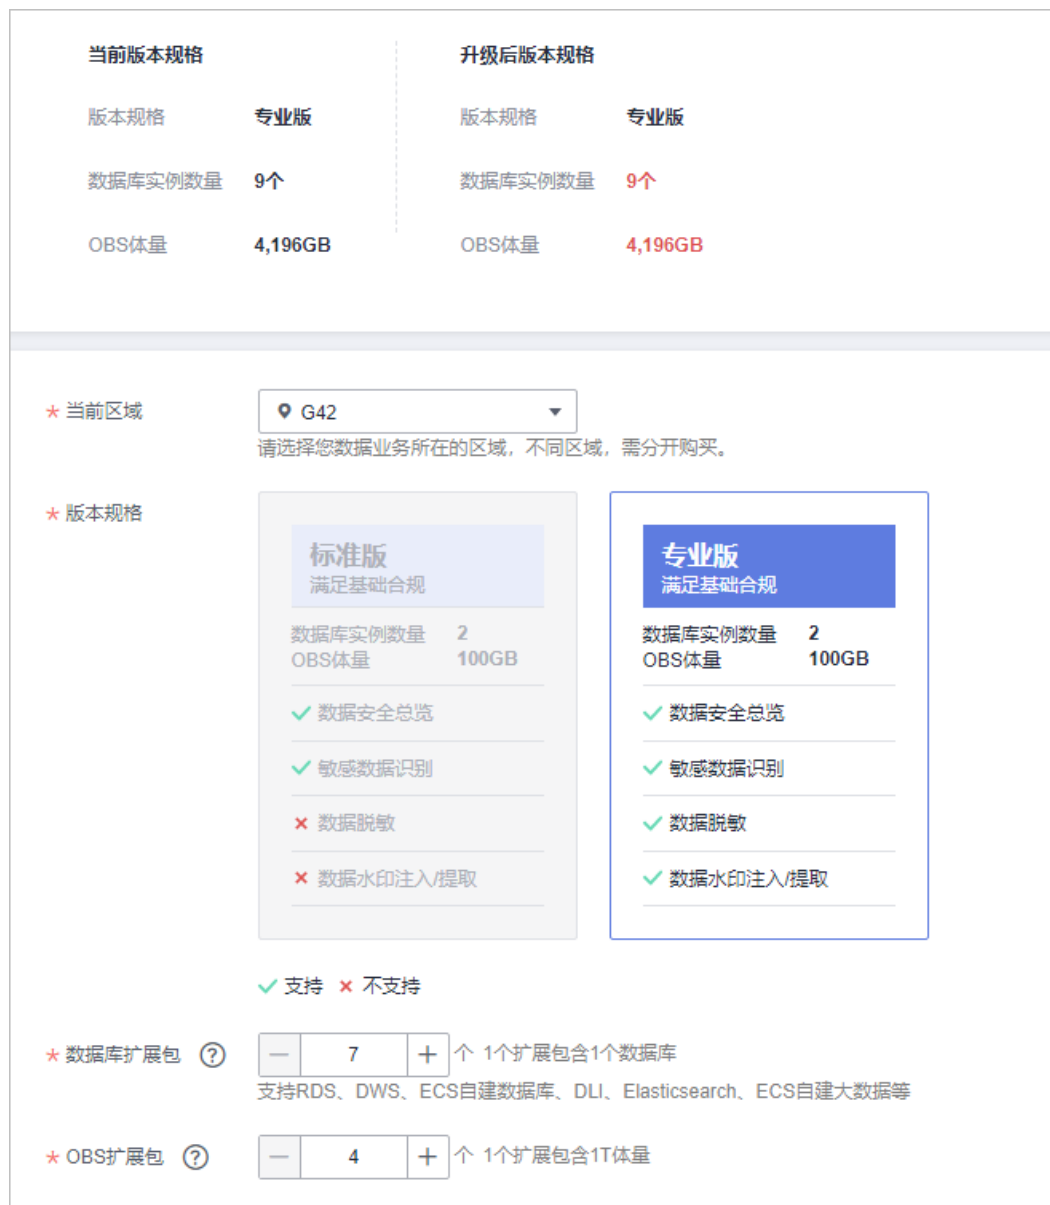 当前版本规格
版本规格 专业版
数据库实例数量 9个
OBS体量 4,196GB
升级后版本规格
版本规格 专业版
数据库实例数量 9个
OBS体量 4,196GB
* 当前区域 G42
请选择您数据业务所在的区域，不同区域，需分开购买。
* 版本规格
标准版
满足基础合规
数据库实例数量 2
OBS体量 100GB
数据安全总览
敏感数据识别
数据脱敏
数据水印注入/提取
专业版
满足基础合规
数据库实例数量 2
OBS体量 100GB
数据安全总览
敏感数据识别
数据脱敏
数据水印注入/提取
支持 不支持
* 数据库扩展包 ? — 7 + 个 1个扩展包含1个数据库
支持RDS、DWS、ECS自建数据库、DLI、Elasticsearch、ECS自建大数据等
* OBS扩展包 ? — 4 + 个 1个扩展包含1T体量